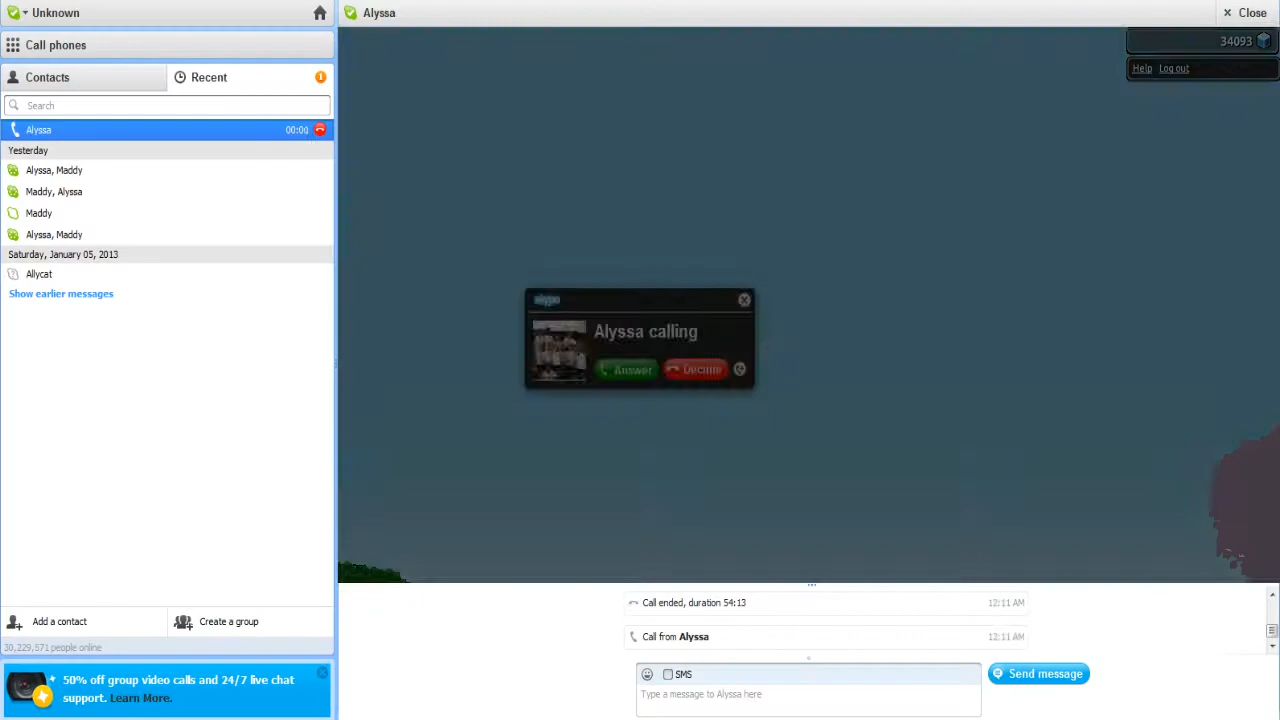 Unknown
Call phones
Contacts
Recent
1
Search
Alyssa
00:00
Yesterday
Alyssa, Maddy
Maddy, Alyssa
Maddy
Alyssa, Maddy
Saturday, January 05, 2013
Allycat
Show earlier messages
Add a contact
Create a group
30,229,571 people online
50% off group video calls and 24/7 live chat
support. Learn More.
Alyssa
Close
34093
Help Log out
skype
Alyssa calling
Answer
Decline
Call ended, duration 54:13
12:11 AM
Call from Alyssa
12:11 AM
SMS
Type a message to Alyssa here
Send message